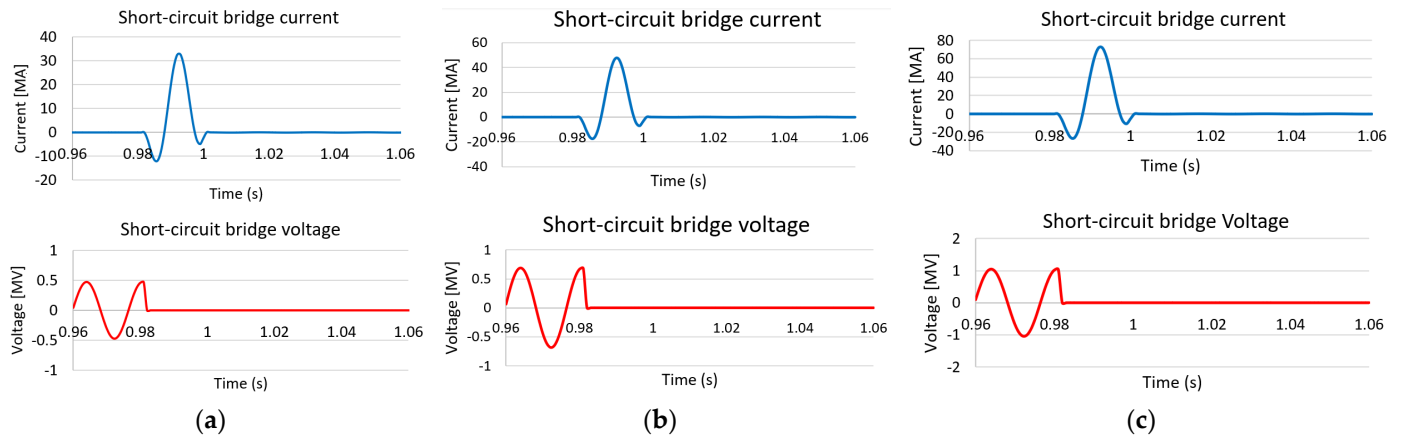 Short-circuit bridge current
40
30
20
10
0
-10
-20
0.96 0.98 1 1.02 1.04 1.06
Current [MA]
Time (s)
Short-circuit bridge voltage
1
0.5
0
-0.5
-1
0.96 0.98 1 1.02 1.04 1.06
Voltage [MV]
Time (s)
(a)
Short-circuit bridge current
60
40
20
0
-20
-40
0.96 0.98 1 1.02 1.04 1.06
Current [MA]
Time (s)
Short-circuit bridge voltage
1
0.5
0
-0.5
-1
0.96 0.98 1 1.02 1.04 1.06
Voltage [MV]
Time (s)
(b)
Short-circuit bridge current
80
60
40
20
0
-20
-40
0.96 0.98 1 1.02 1.04 1.06
Current [MA]
Time (s)
Short-circuit bridge Voltage
2
1
0
-1
-2
0.96 0.98 1 1.02 1.04 1.06
Voltage [MV]
Time (s)
(c)